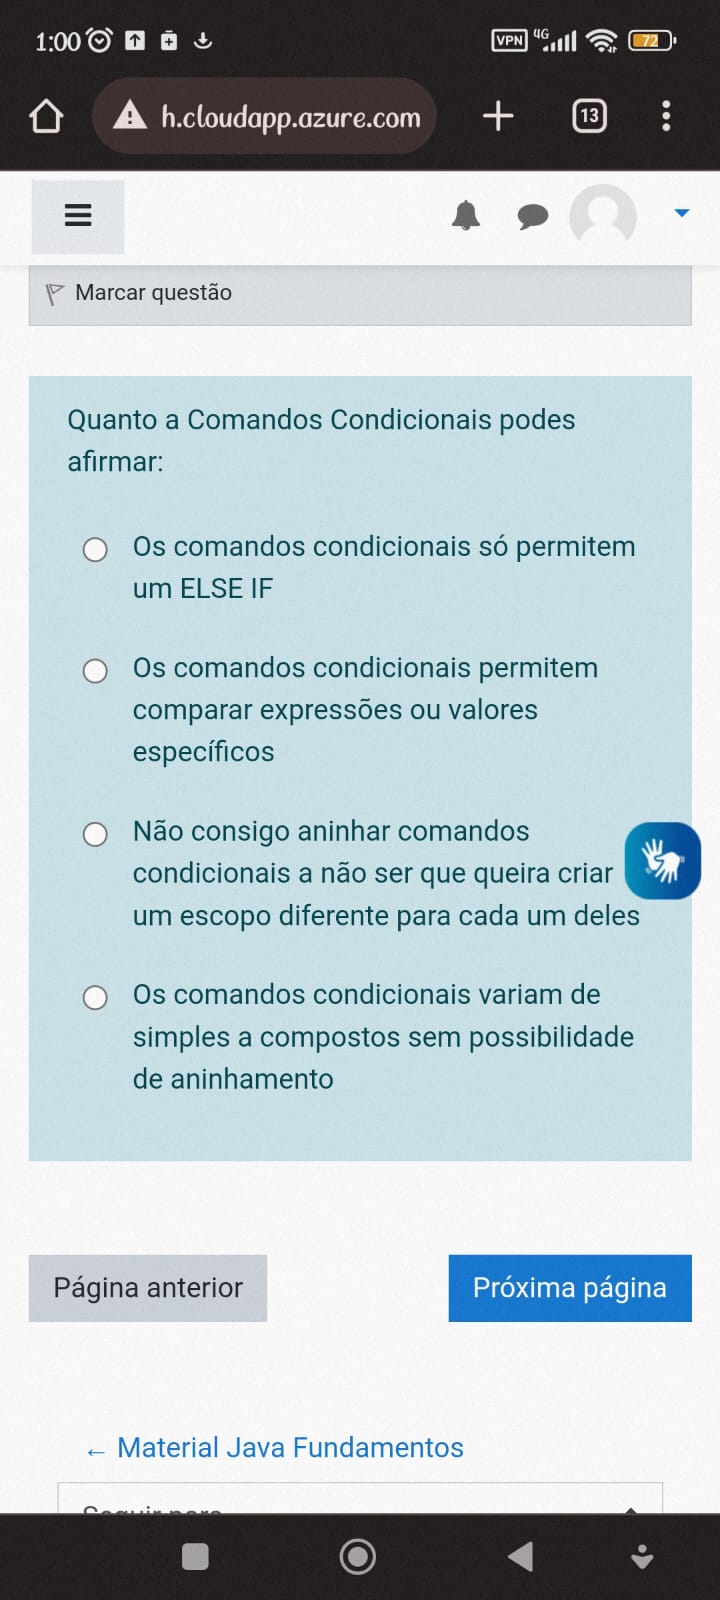 1:00
VPN 4G 72
h.cloudapp.azure.com
13
Marcar questão
Quanto a Comandos Condicionais podes
afirmar:
Os comandos condicionais só permitem
um ELSE IF
Os comandos condicionais permitem
comparar expressões ou valores
específicos
Não consigo aninhar comandos
condicionais a não ser que queira criar
um escopo diferente para cada um deles
Os comandos condicionais variam de
simples a compostos sem possibilidade
de aninhamento
Página anterior
Próxima página
← Material Java Fundamentos
Seguir para